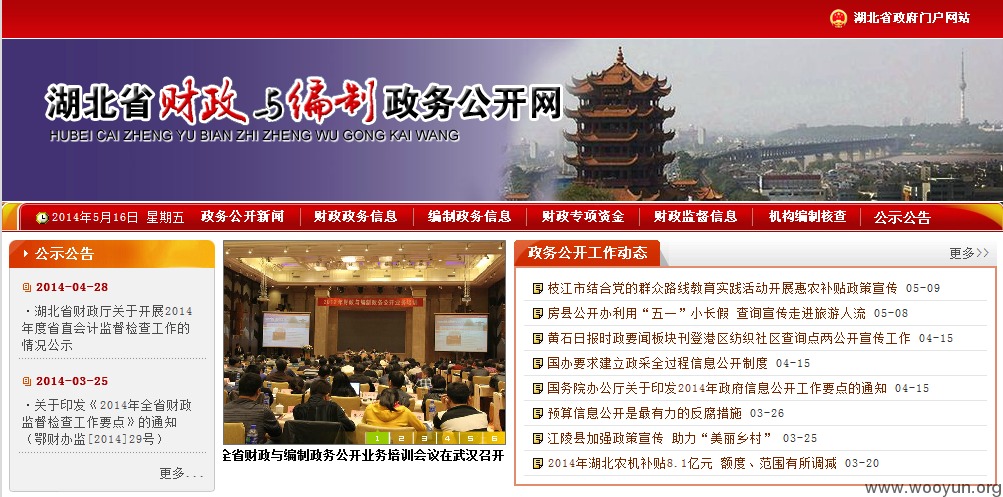 湖北省政府门户网站
湖北省财政与编制政务公开网
HUBEI CAI ZHENG YU BIAN ZHI ZHENG WU GONG KAI WANG
2014年5月16日 星期五 政务公开新闻 财政政务信息 编制政务信息 财政专项资金 财政监督信息 机构编制核查 公示公告
公示公告
2014-04-28
·湖北省财政厅关于开展2014
年度省直会计监督检查工作的
情况公示
2014-03-25
·关于印发《2014年全省财政
监督检查工作要点》的通知
（鄂财办监[2014]29号）
更多...
2012年财政与编制政务公开业务培训
1 2 3 4 5 6
全省财政与编制政务公开业务培训会议在武汉召开
政务公开工作动态 更多>>
枝江市结合党的群众路线教育实践活动开展惠农补贴政策宣传 05-09
房县公开办利用“五一”小长假 查询宣传走进旅游人流 05-08
黄石日报时政要闻板块刊登港区纺织社区查询点两公开宣传工作 04-15
国办要求建立政采全过程信息公开制度 04-15
国务院办公厅关于印发2014年政府信息公开工作要点的通知 04-15
预算信息公开是最有力的反腐措施 03-26
江陵县加强政策宣传 助力“美丽乡村” 03-25
2014年湖北农机补贴8.1亿元 额度、范围有所调减 03-20
www.wooyun.org